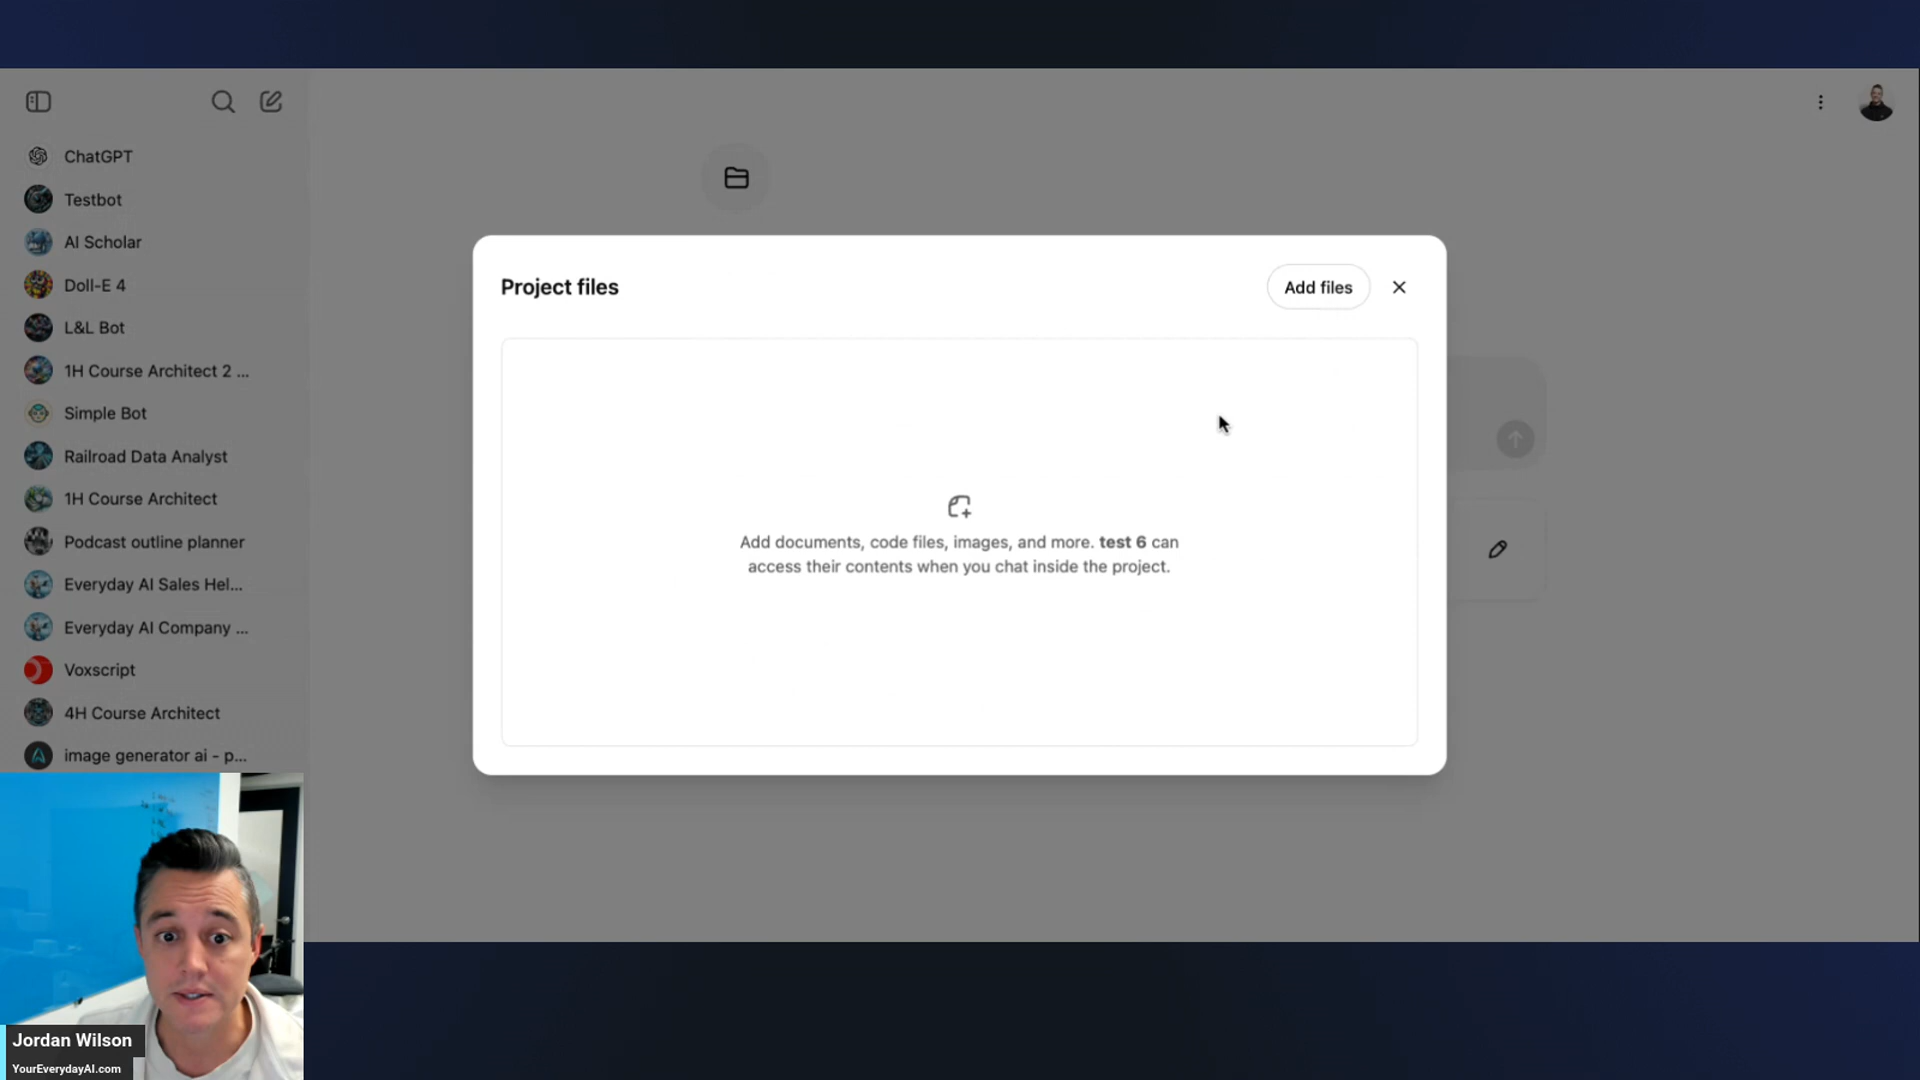 ChatGPT
Testbot
AI Scholar
Doll-E 4
L&L Bot
1H Course Architect 2 ...
Simple Bot
Railroad Data Analyst
1H Course Architect
Podcast outline planner
Everyday AI Sales Hel...
Everyday AI Company ...
Voxscript
4H Course Architect
image generator ai - p...
Project files
Add files
Add documents, code files, images, and more. test 6 can
access their contents when you chat inside the project.
Jordan Wilson
YourEverydayAI.com